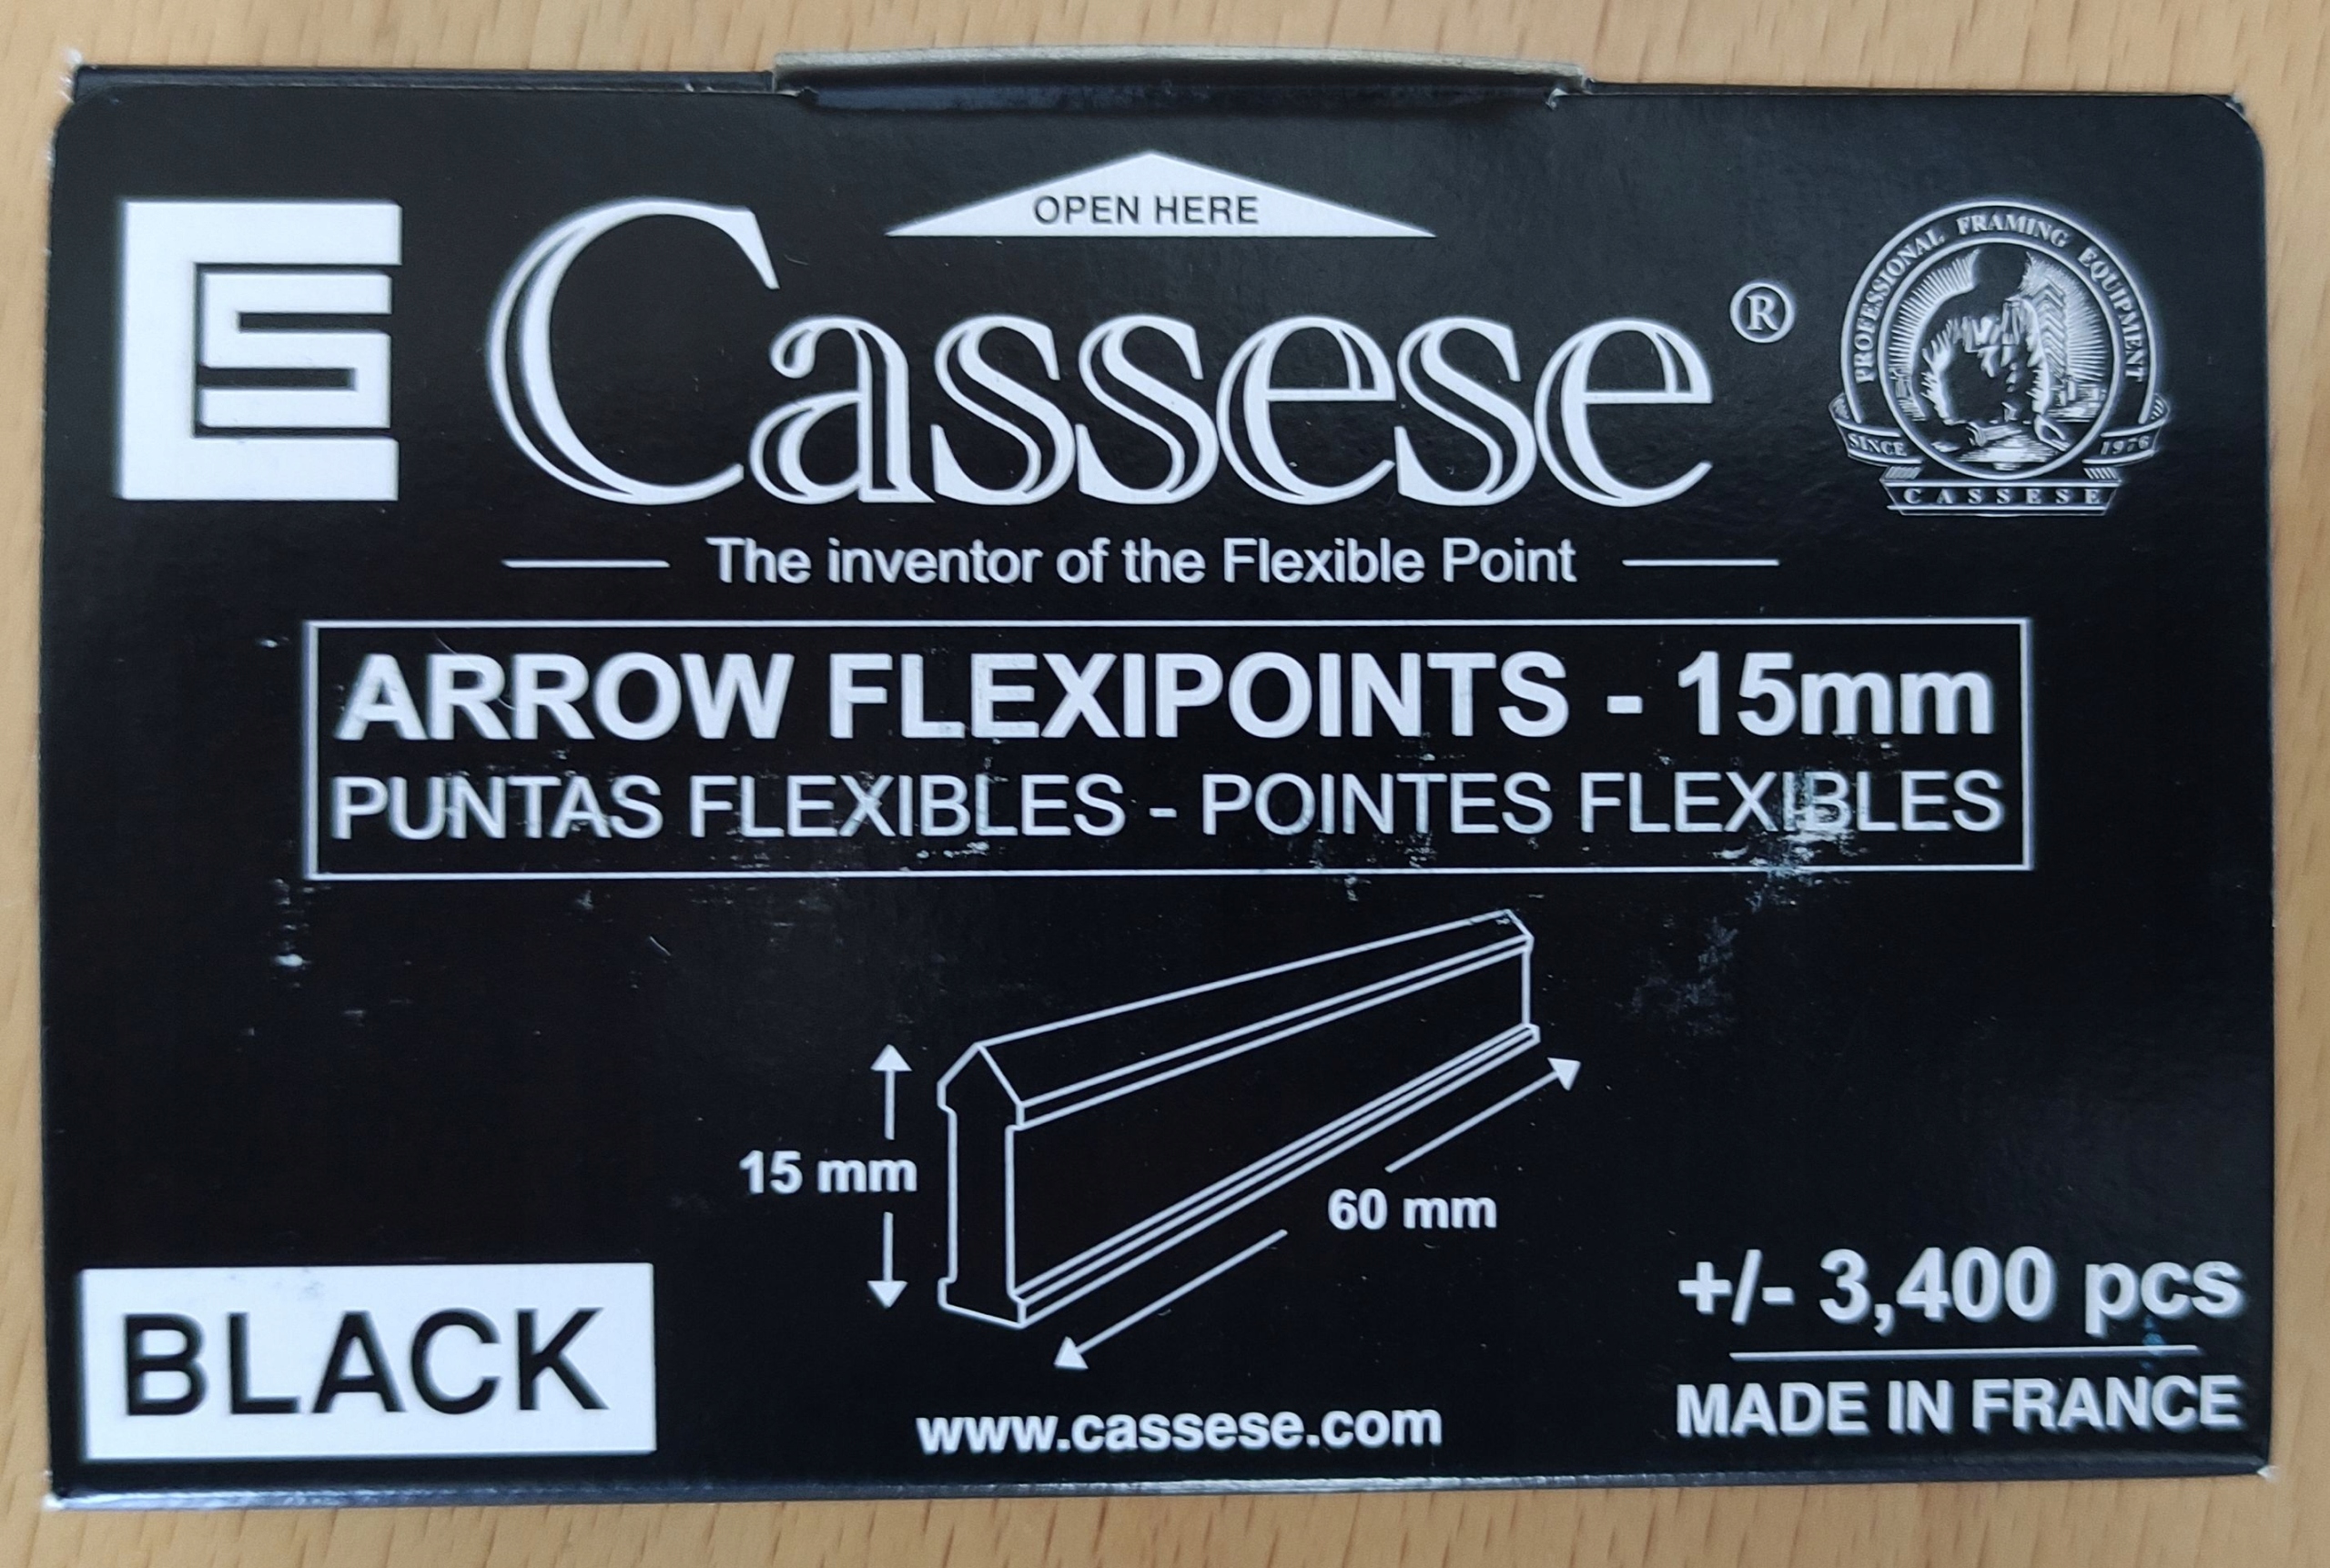 OPEN HERE
CS
Cassese®
PROFESSIONAL FRAMING EQUIPMENT
SINCE 1976
CASSESE
The inventor of the Flexible Point
ARROW FLEXIPOINTS - 15mm
PUNTAS FLEXIBLES - POINTES FLEXIBLES
15 mm
60 mm
+/- 3,400 pcs
BLACK
www.cassese.com
MADE IN FRANCE